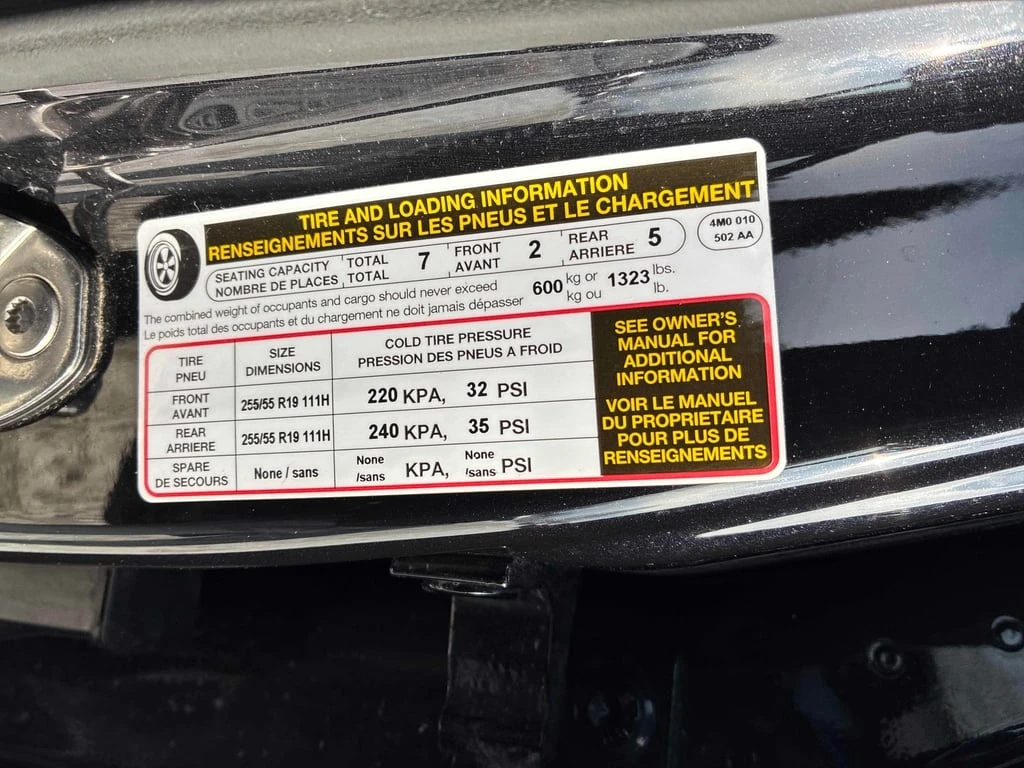 TIRE AND LOADING INFORMATION
RENSEIGNEMENTS SUR LES PNEUS ET LE CHARGEMENT
SEATING CAPACITY TOTAL 7 FRONT 2 REAR 5
NOMBRE DE PLACES TOTAL AVANT ARRIERE
4M0 010
502 AA
The combined weight of occupants and cargo should never exceed 600 kg or 1323 lbs.
Le poids total des occupants et du chargement ne doit jamais dépasser kg ou lb.
TIRE SIZE COLD TIRE PRESSURE
PNEU DIMENSIONS PRESSION DES PNEUS A FROID
FRONT
AVANT 255/55 R19 111H 220 KPA, 32 PSI
REAR
ARRIERE 255/55 R19 111H 240 KPA, 35 PSI
SPARE None None
DE SECOURS None / sans /sans KPA, /sans PSI
SEE OWNER'S
MANUAL FOR
ADDITIONAL
INFORMATION
VOIR LE MANUEL
DU PROPRIETAIRE
POUR PLUS DE
RENSEIGNEMENTS